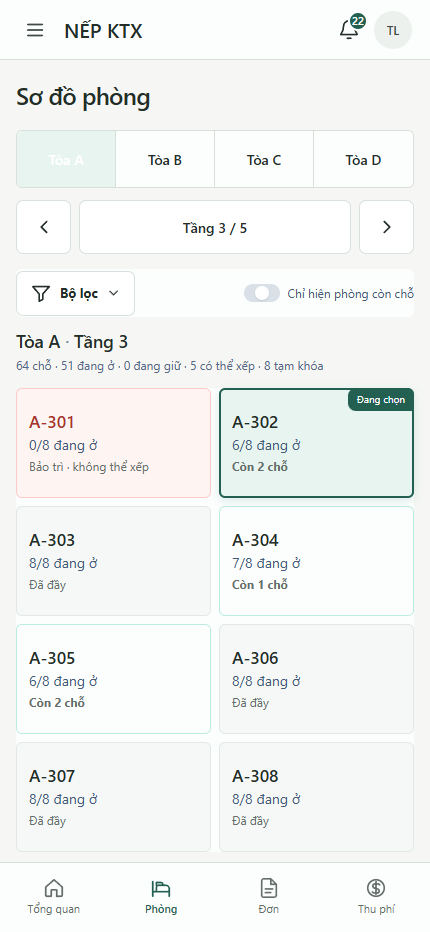 NẾP KTX
22
TL
Sơ đồ phòng
Tòa A
Tòa B
Tòa C
Tòa D
Tầng 3 / 5
Bộ lọc
Chỉ hiện phòng còn chỗ
Tòa A · Tầng 3
64 chỗ · 51 đang ở · 0 đang giữ · 5 có thể xếp · 8 tạm khóa
A-301
0/8 đang ở
Bảo trì · không thể xếp
Đang chọn
A-302
6/8 đang ở
Còn 2 chỗ
A-303
8/8 đang ở
Đã đầy
A-304
7/8 đang ở
Còn 1 chỗ
A-305
6/8 đang ở
Còn 2 chỗ
A-306
8/8 đang ở
Đã đầy
A-307
8/8 đang ở
Đã đầy
A-308
8/8 đang ở
Đã đầy
Tổng quan
Phòng
Đơn
Thu phí